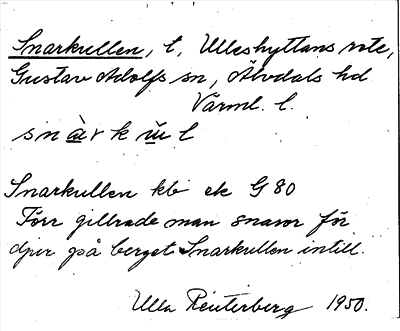 Snarkullen, t, Ulleshyttans rote,
Gustav Adolfs sn, Älvdals hd
Värml. l.
snàrkul
Snarkullen kb ek G 80
Förr gillrade man snaror för
djur på berget Snarkullen intill.
Ulla Reuterberg 1950.